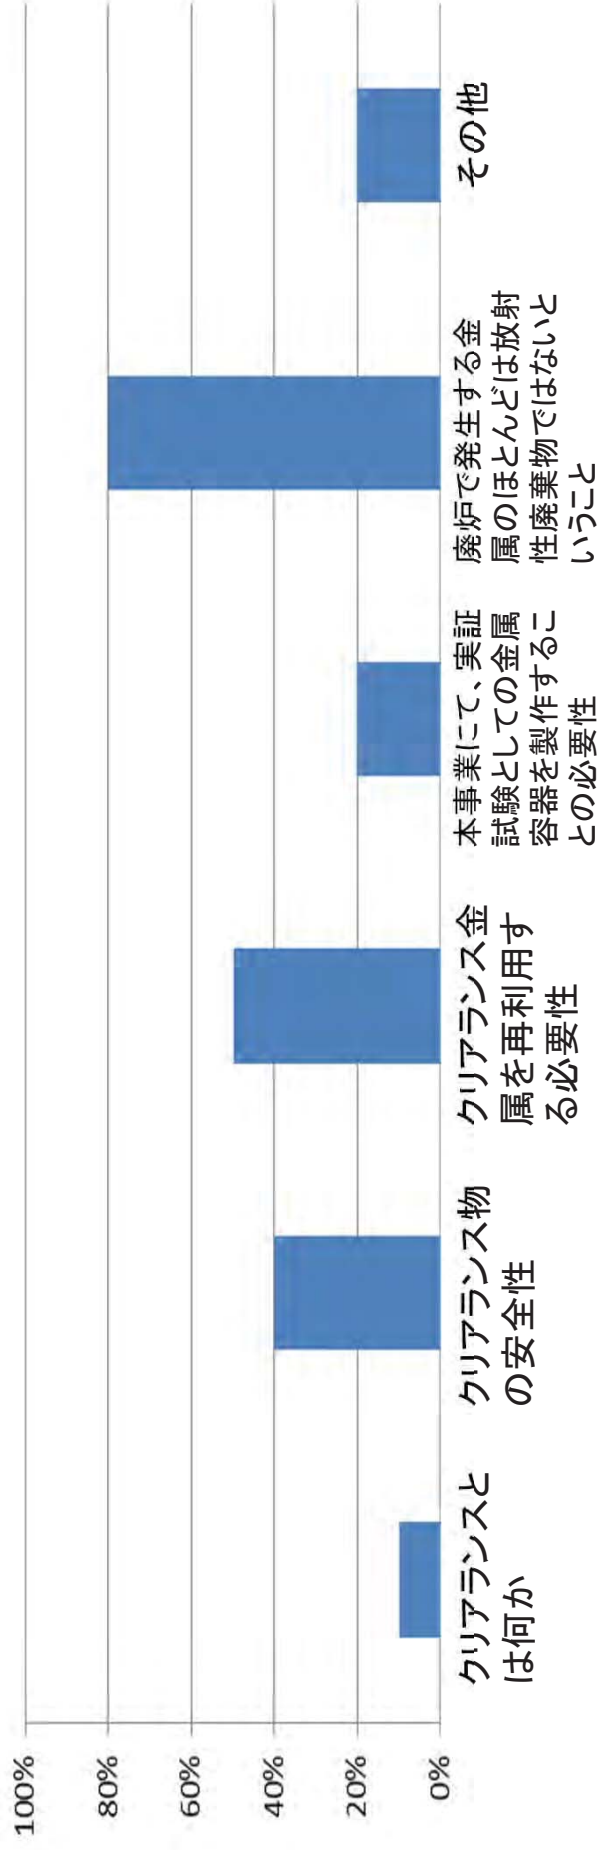 100%
80%
60%
40%
20%
0%
クリアランスと
は何か
クリアランス物
の安全性
クリアランス金
属を再利用す
る必要性
本事業にて、実証
試験としての金属
容器を製作するこ
との必要性
廃炉で発生する金
属のほとんどは放射
性廃棄物ではないと
いうこと
その他